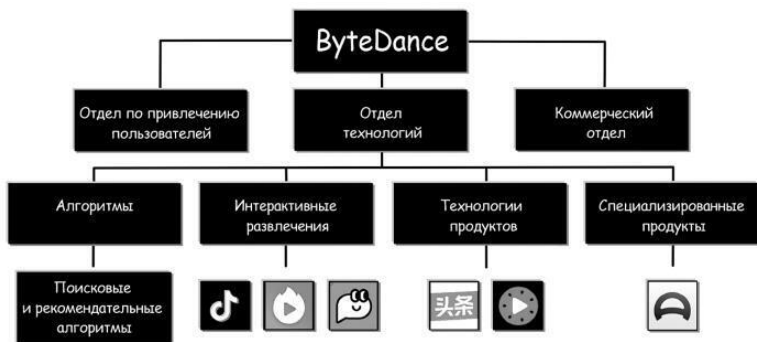 ByteDance
Отдел по привлечению
пользователей
Отдел
технологий
Коммерческий
отдел
Алгоритмы
Интерактивные
развлечения
Технологии
продуктов
Специализированные
продукты
Поисковые
и рекомендательные
алгоритмы
头条